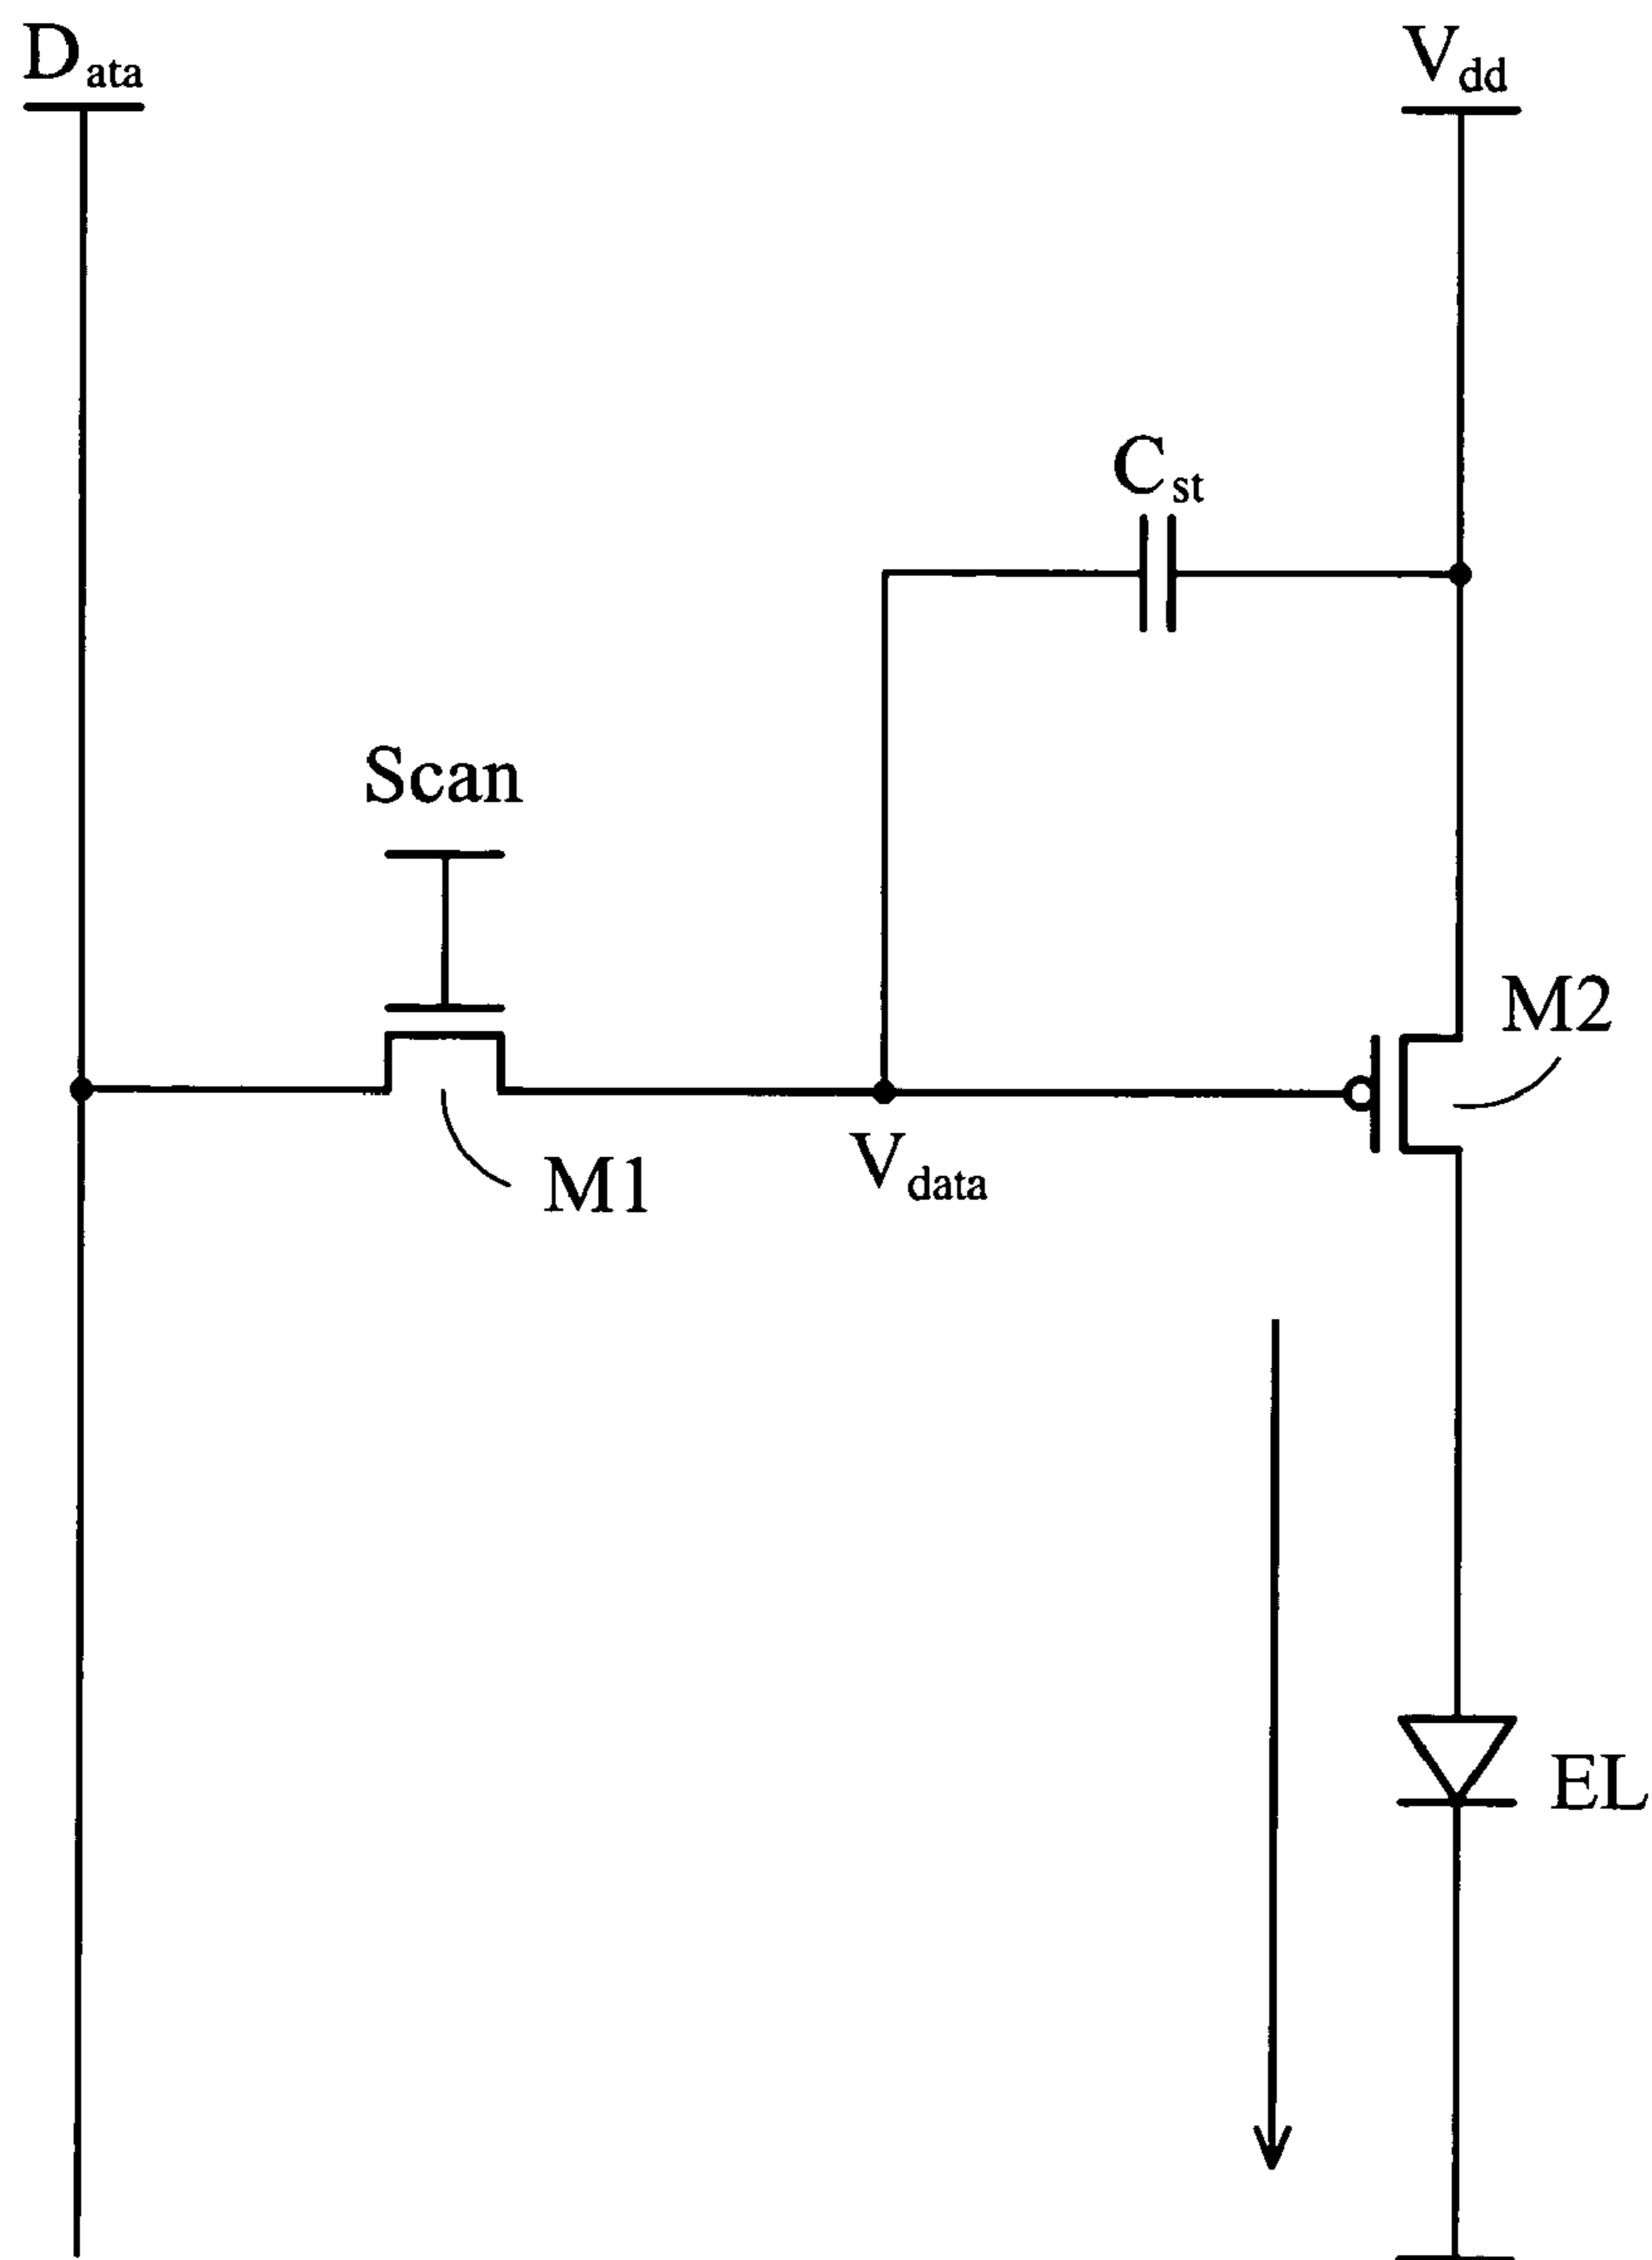 Data
Vdd
Cst
Scan
M2
M1
Vdata
EL